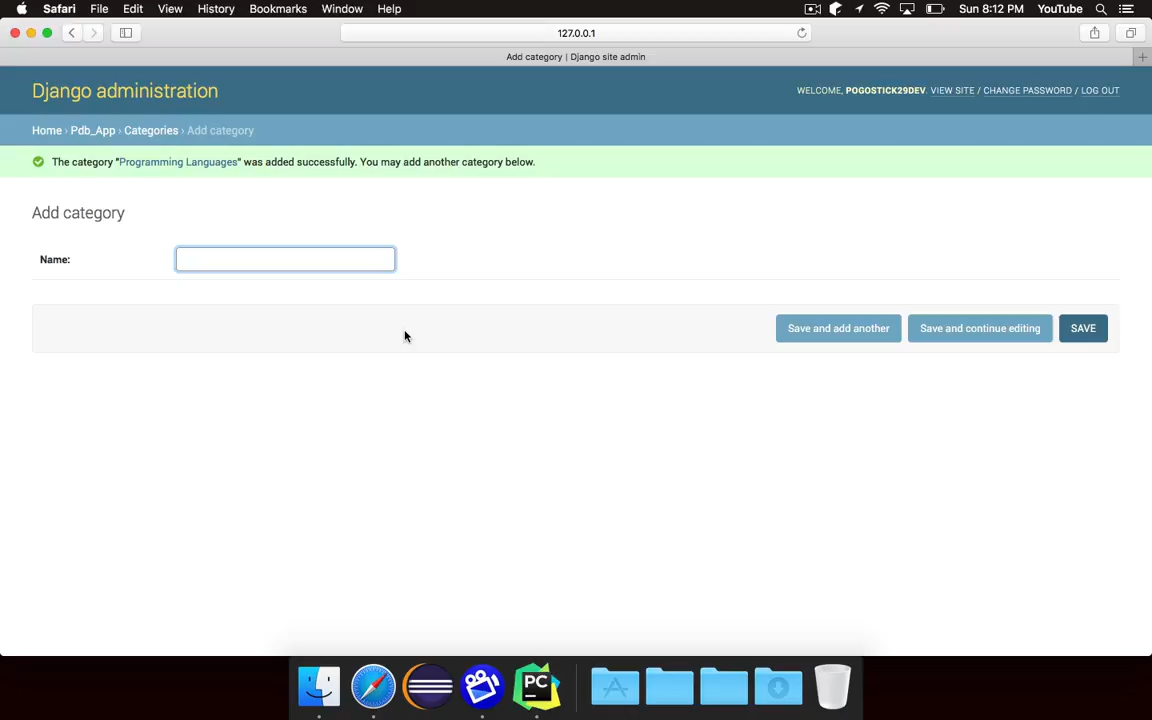 Safari File Edit View History Bookmarks Window Help Sun 8:12 PM YouTube
127.0.0.1
Add category | Django site admin
Django administration
WELCOME, POGOSTICK29DEV. VIEW SITE / CHANGE PASSWORD / LOG OUT
Home › Pdb_App › Categories › Add category
The category "Programming Languages" was added successfully. You may add another category below.
Add category
Name:
Save and add another Save and continue editing SAVE
PC